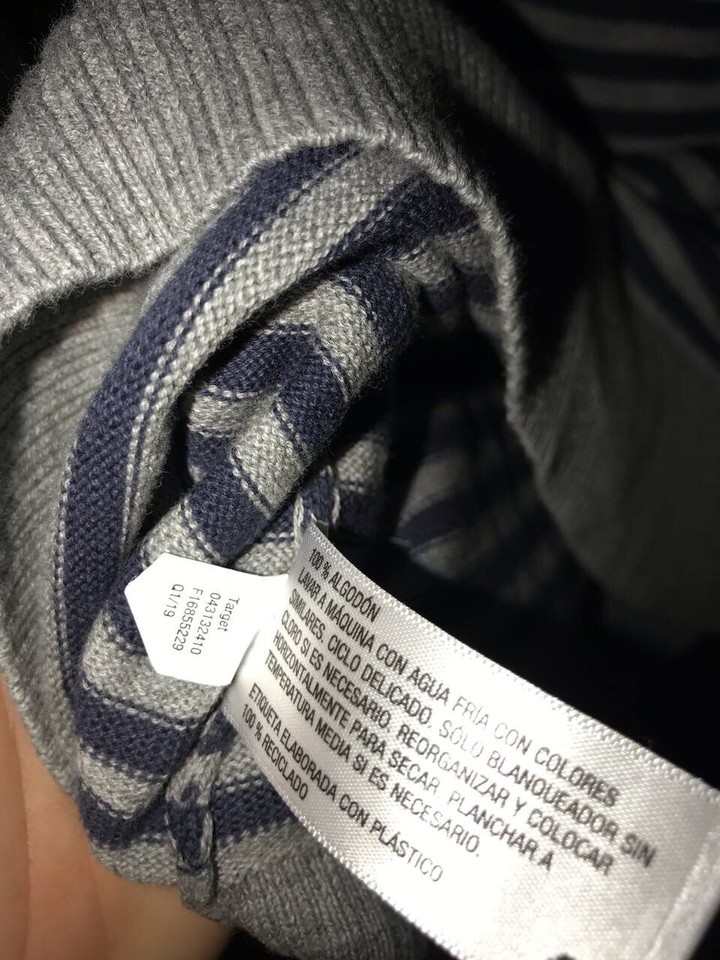 Target
043132410
F16855229
Q1/19
100 % ALGODÓN
LAVAR A MÁQUINA CON AGUA FRÍA CON COLORES
SIMILARES. CICLO DELICADO. SÓLO BLANQUEADOR SIN
CLORO SI ES NECESARIO. REORGANIZAR Y COLOCAR
HORIZONTALMENTE PARA SECAR. PLANCHAR A
TEMPERATURA MEDIA SI ES NECESARIO.
ETIQUETA ELABORADA CON PLÁSTICO
100 % RECICLADO